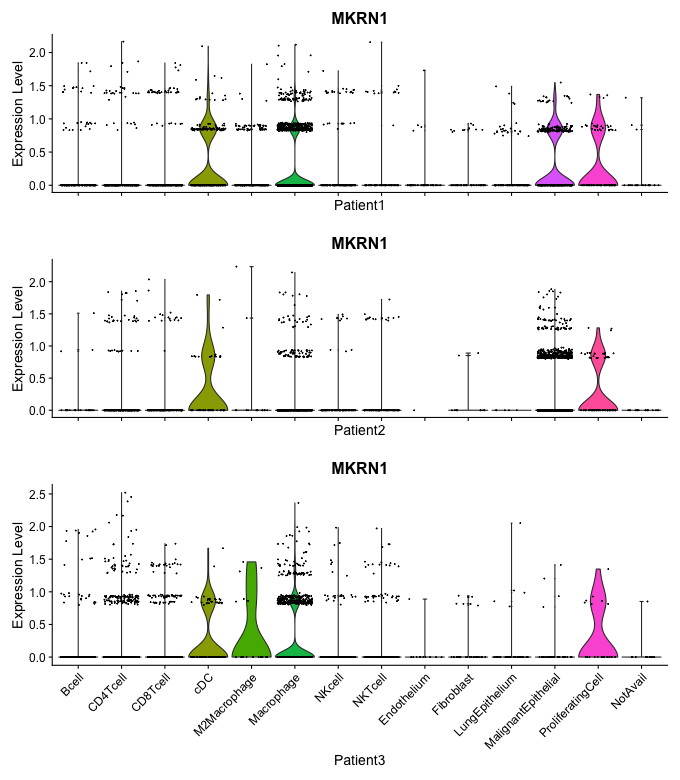 MKRN1
Expression Level
2.0
1.5
1.0
0.5
0.0
Patient1
MKRN1
Expression Level
2.0
1.5
1.0
0.5
0.0
Patient2
MKRN1
Expression Level
2.5
2.0
1.5
1.0
0.5
0.0
Bcell
CD4Tcell
CD8Tcell
cDC
M2Macrophage
Macrophage
NKcell
NKTcell
Endothelium
Fibroblast
LungEpithelium
MalignantEpithelial
ProliferatingCell
NotAvail
Patient3